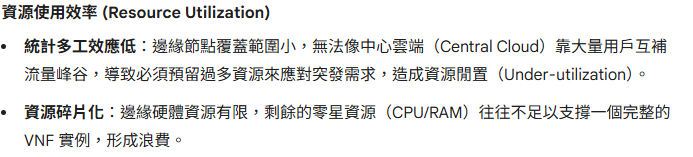 資源使用效率 (Resource Utilization)
• 統計多工效應低：邊緣節點覆蓋範圍小，無法像中心雲端（Central Cloud）靠大量用戶互補
流量峰谷，導致必須預留過多資源來應對突發需求，造成資源閒置（Under-utilization）。
• 資源碎片化：邊緣硬體資源有限，剩餘的零星資源（CPU/RAM）往往不足以支撐一個完整的
VNF 實例，形成浪費。